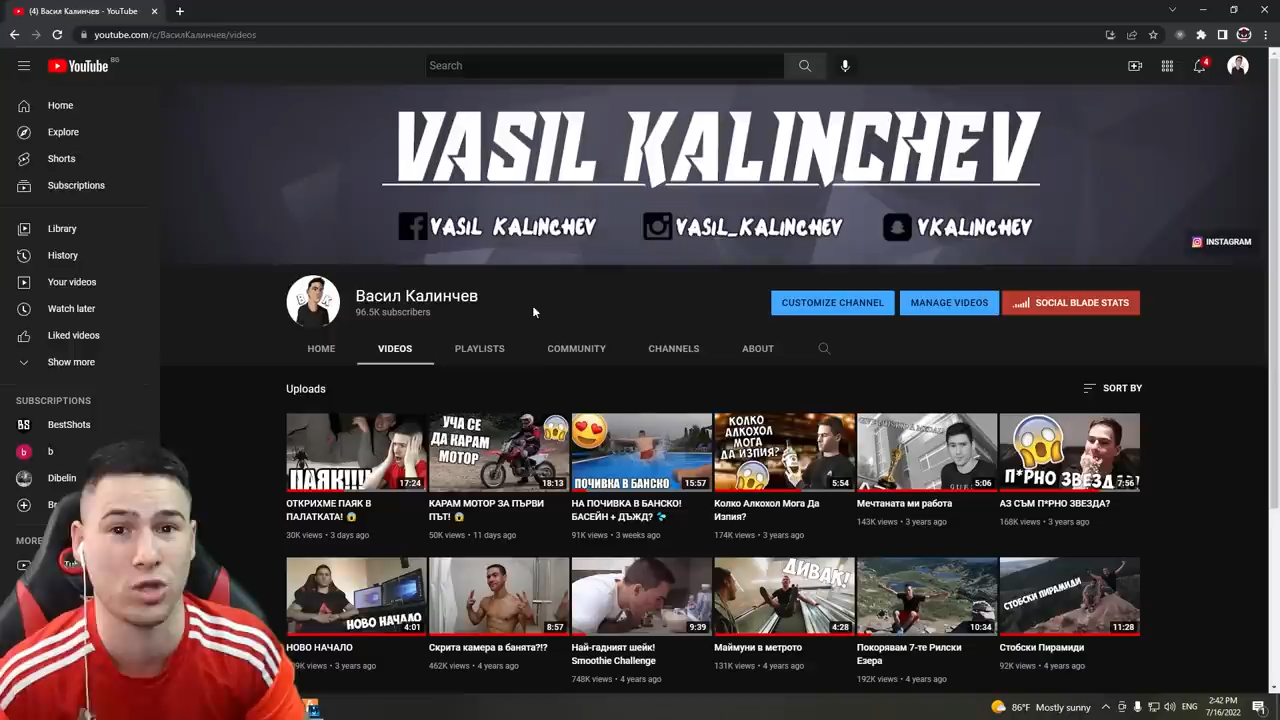 (4) Васил Калинчев - YouTube
youtube.com/c/ВасилКалинчев/videos
YouTube BG
Search
4
Home
Explore
Shorts
Subscriptions
Library
History
Your videos
Watch later
Liked videos
Show more
SUBSCRIPTIONS
BestShots
b
Dibelin
VASIL KALINCHEV
VASIL KALINCHEV
VASIL_KALINCHEV
VKALINCHEV
INSTAGRAM
Васил Калинчев
96.5K subscribers
CUSTOMIZE CHANNEL
MANAGE VIDEOS
SOCIAL BLADE STATS
HOME
VIDEOS
PLAYLISTS
COMMUNITY
CHANNELS
ABOUT
Uploads
SORT BY
ПАЯК!!!
17:24
ОТКРИХМЕ ПАЯК В
ПАЛАТКАТА! 😱
30K views • 3 days ago
УЧА СЕ
ДА КАРАМ
МОТОР
18:13
КАРАМ МОТОР ЗА ПЪРВИ
ПЪТ! 😱
50K views • 11 days ago
ПОЧИВКА В БАНСКО
15:57
НА ПОЧИВКА В БАНСКО!
БАСЕЙН + ДЪЖД? 💦
91K views • 3 weeks ago
КОЛКО
АЛКОХОЛ
МОГА
ДА ИЗПИЯ?
5:54
Колко Алкохол Мога Да
Изпия?
174K views • 3 years ago
5:06
Мечтаната ми работа
143K views • 3 years ago
П*РНО ЗВЕЗД
7:56
АЗ СЪМ П*РНО ЗВЕЗДА?
168K views • 3 years ago
НОВО НАЧАЛО
4:01
НОВО НАЧАЛО
views • 3 years ago
8:57
Скрита камера в банята?!?
462K views • 4 years ago
9:39
Най-гадният шейк!
Smoothie Challenge
748K views • 4 years ago
ДИВАК!
4:28
Маймуни в метрото
131K views • 4 years ago
10:34
Покорявам 7-те Рилски
Езера
192K views • 4 years ago
СТОБСКИ ПИРАМИДИ
11:28
Стобски Пирамиди
92K views • 4 years ago
86°F Mostly sunny
ENG
2:42 PM
7/16/2022